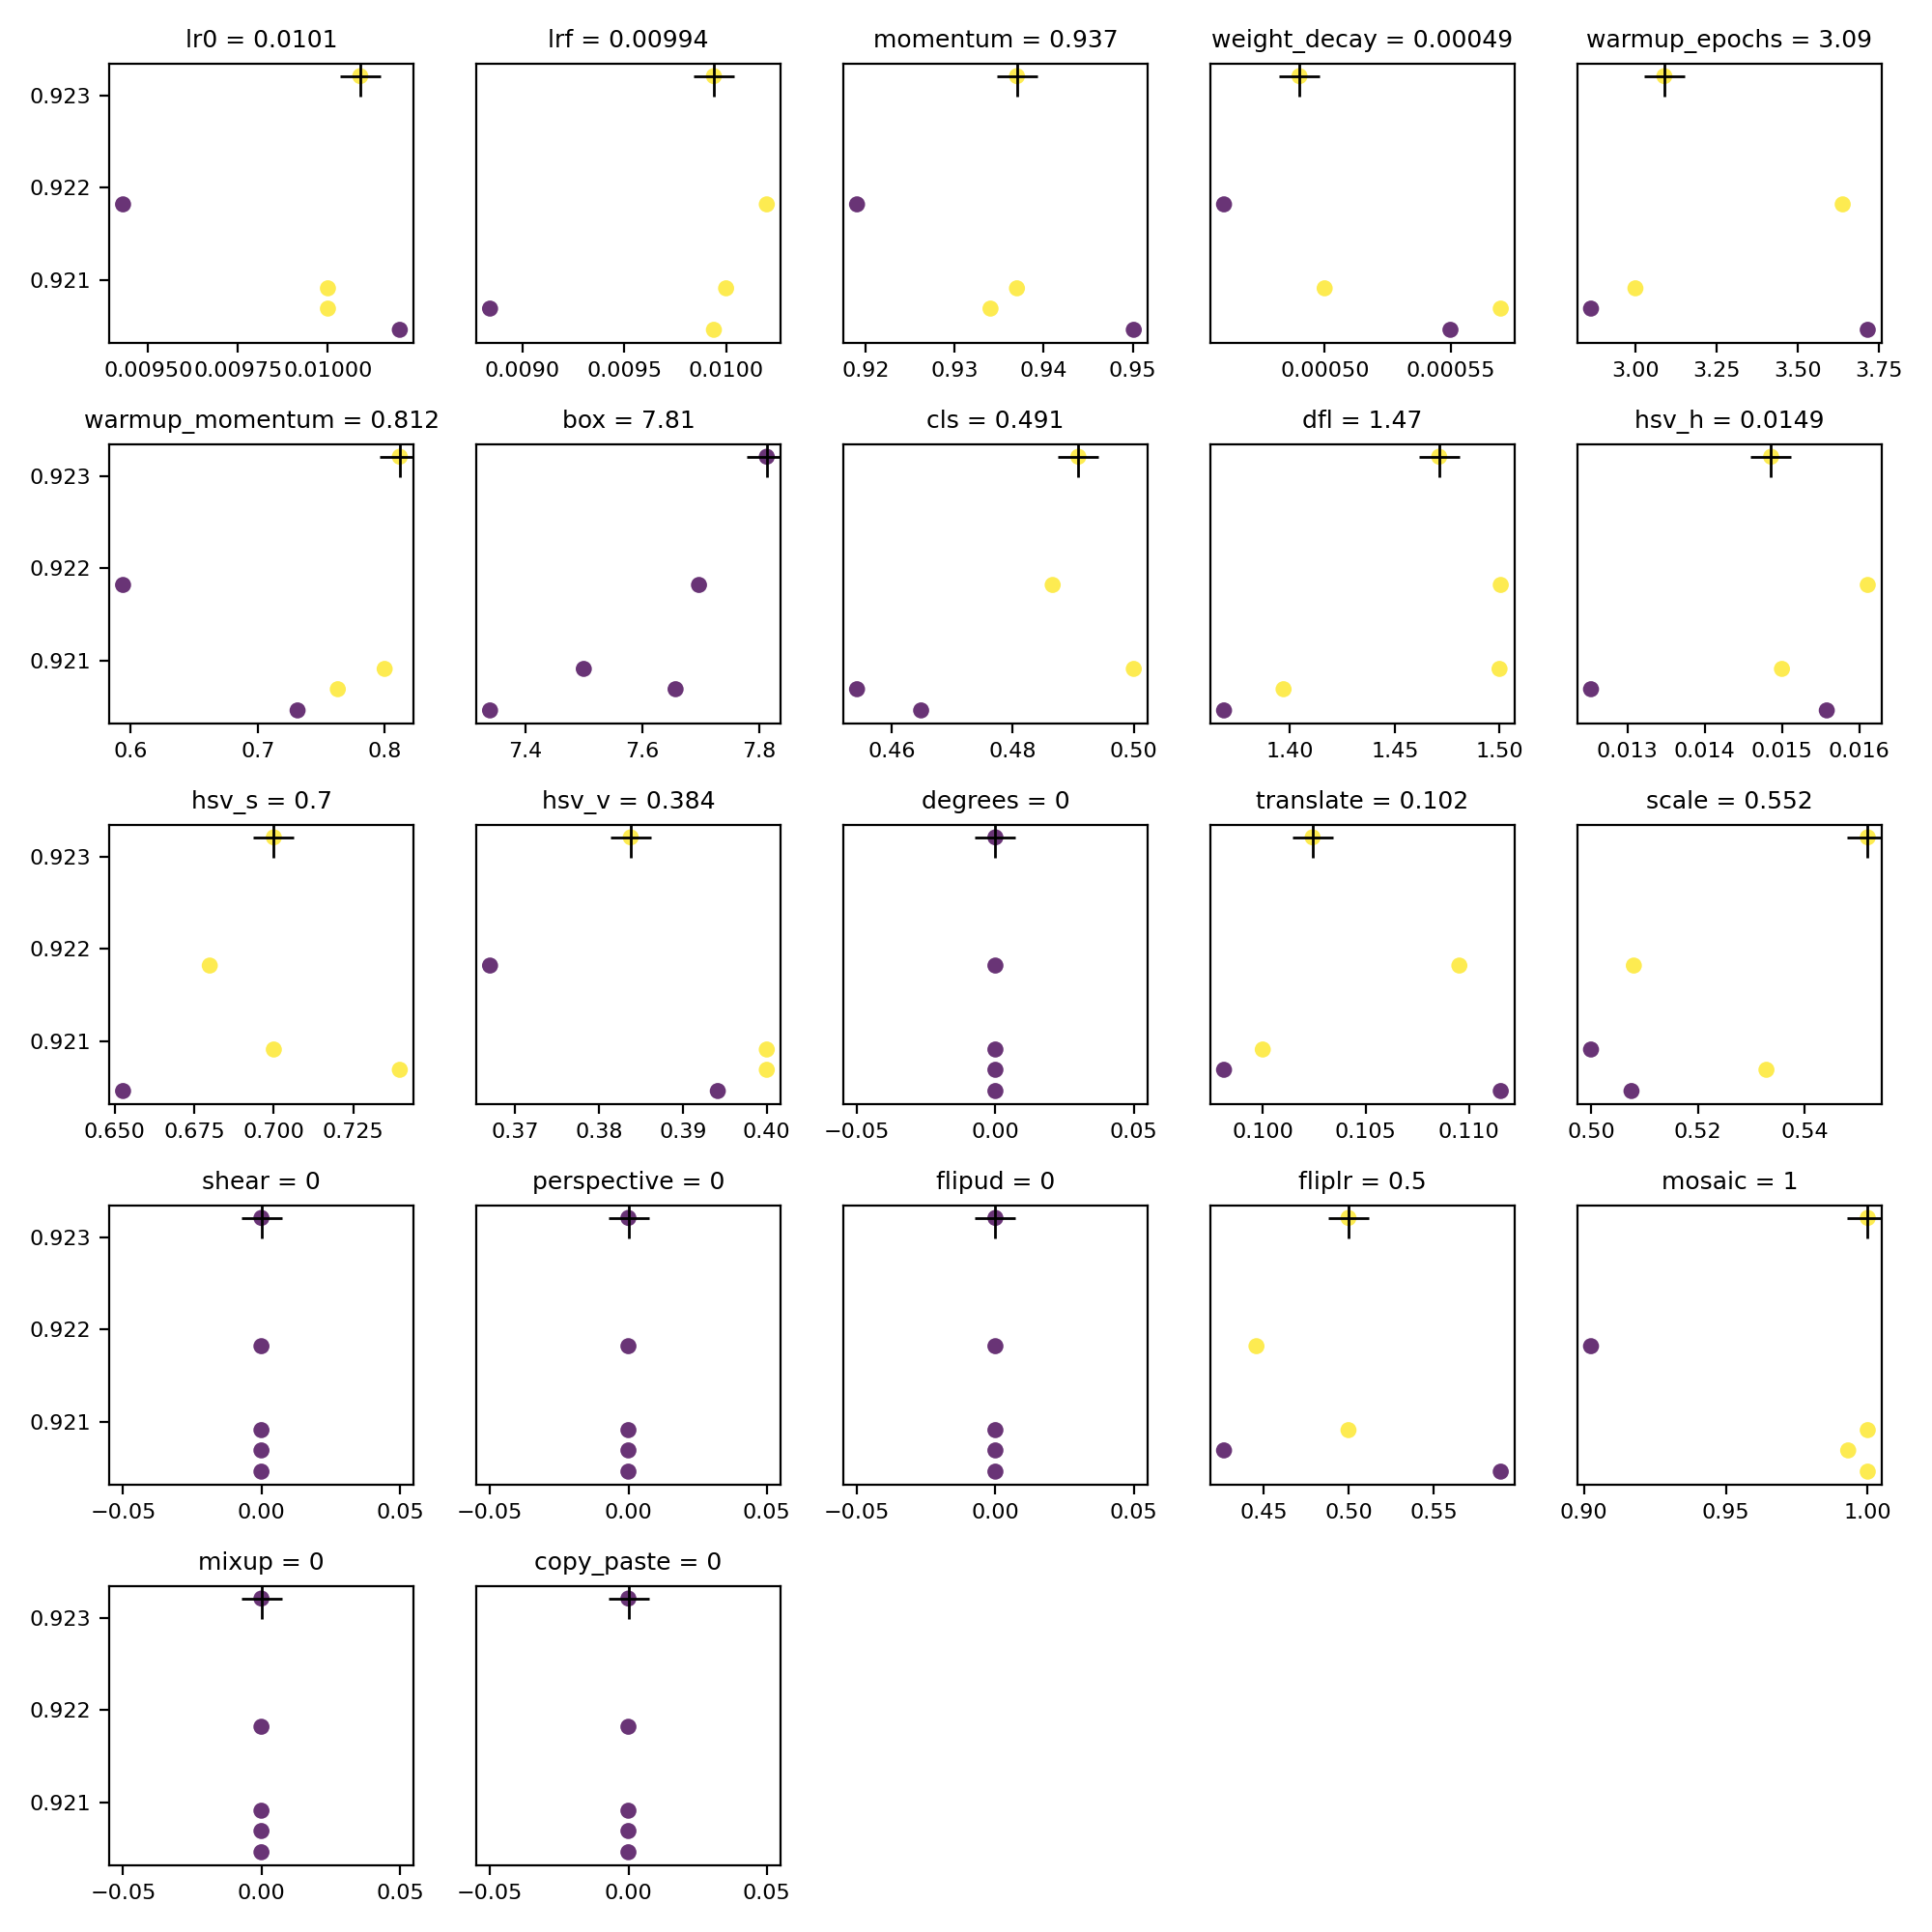 lr0 = 0.0101 lrf = 0.00994 momentum = 0.937 weight_decay = 0.00049 warmup_epochs = 3.09
0.923
0.922
0.921
0.00950 0.00975 0.01000 0.0090 0.0095 0.0100 0.92 0.93 0.94 0.95 0.00050 0.00055 3.00 3.25 3.50 3.75
warmup_momentum = 0.812 box = 7.81 cls = 0.491 dfl = 1.47 hsv_h = 0.0149
0.923
0.922
0.921
0.6 0.7 0.8 7.4 7.6 7.8 0.46 0.48 0.50 1.40 1.45 1.50 0.013 0.014 0.015 0.016
hsv_s = 0.7 hsv_v = 0.384 degrees = 0 translate = 0.102 scale = 0.552
0.923
0.922
0.921
0.650 0.675 0.700 0.725 0.37 0.38 0.39 0.40 −0.05 0.00 0.05 0.100 0.105 0.110 0.50 0.52 0.54
shear = 0 perspective = 0 flipud = 0 fliplr = 0.5 mosaic = 1
0.923
0.922
0.921
−0.05 0.00 0.05 −0.05 0.00 0.05 −0.05 0.00 0.05 0.45 0.50 0.55 0.90 0.95 1.00
mixup = 0 copy_paste = 0
0.923
0.922
0.921
−0.05 0.00 0.05 −0.05 0.00 0.05